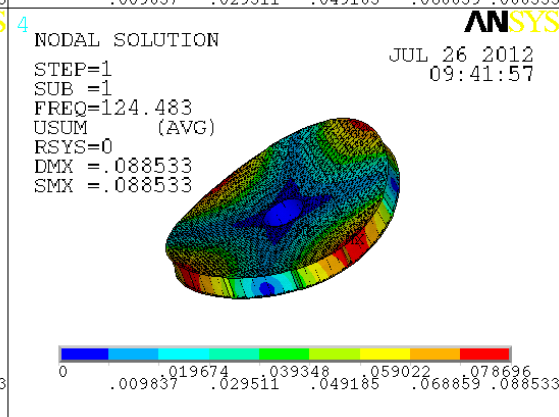 4
ANSYS
NODAL SOLUTION
JUL 26 2012
09:41:57
STEP=1
SUB =1
FREQ=124.483
USUM (AVG)
RSYS=0
DMX =.088533
SMX =.088533
MX
0 .019674 .039348 .059022 .078696
.009837 .029511 .049185 .068859 .088533